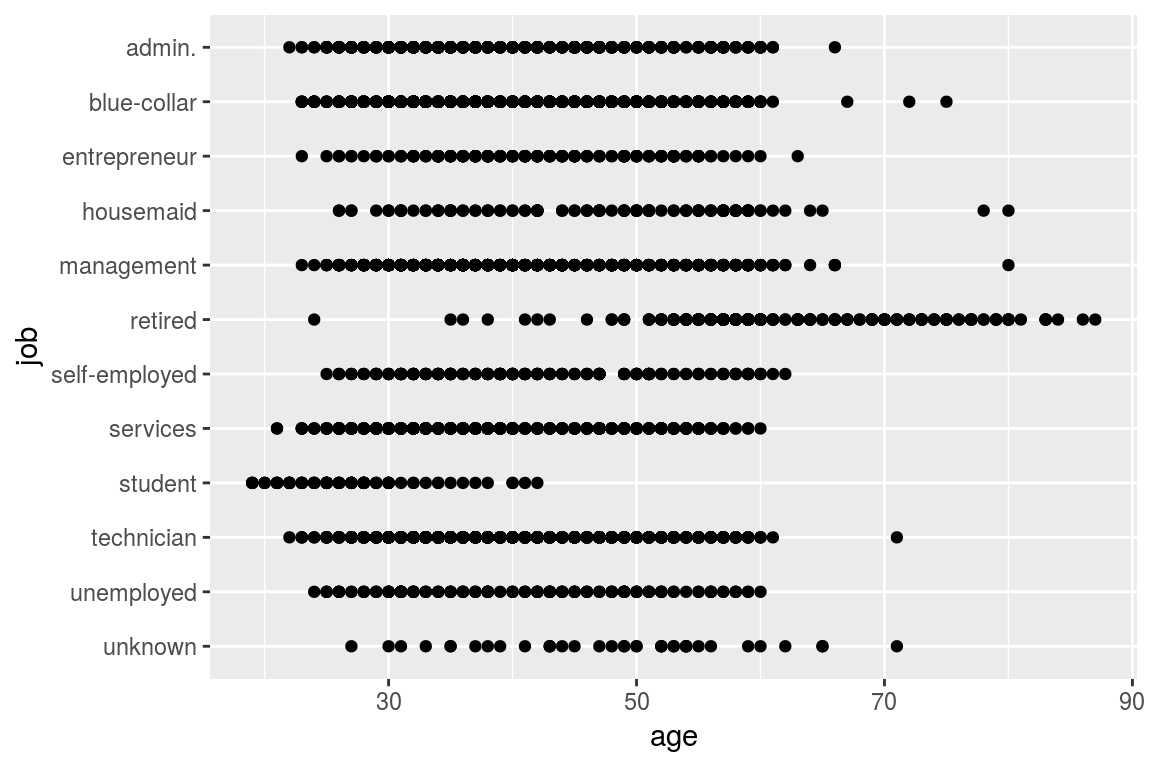 admin.
blue-collar
entrepreneur
housemaid
management
retired
self-employed
services
student
technician
unemployed
unknown
job
30 50 70 90
age